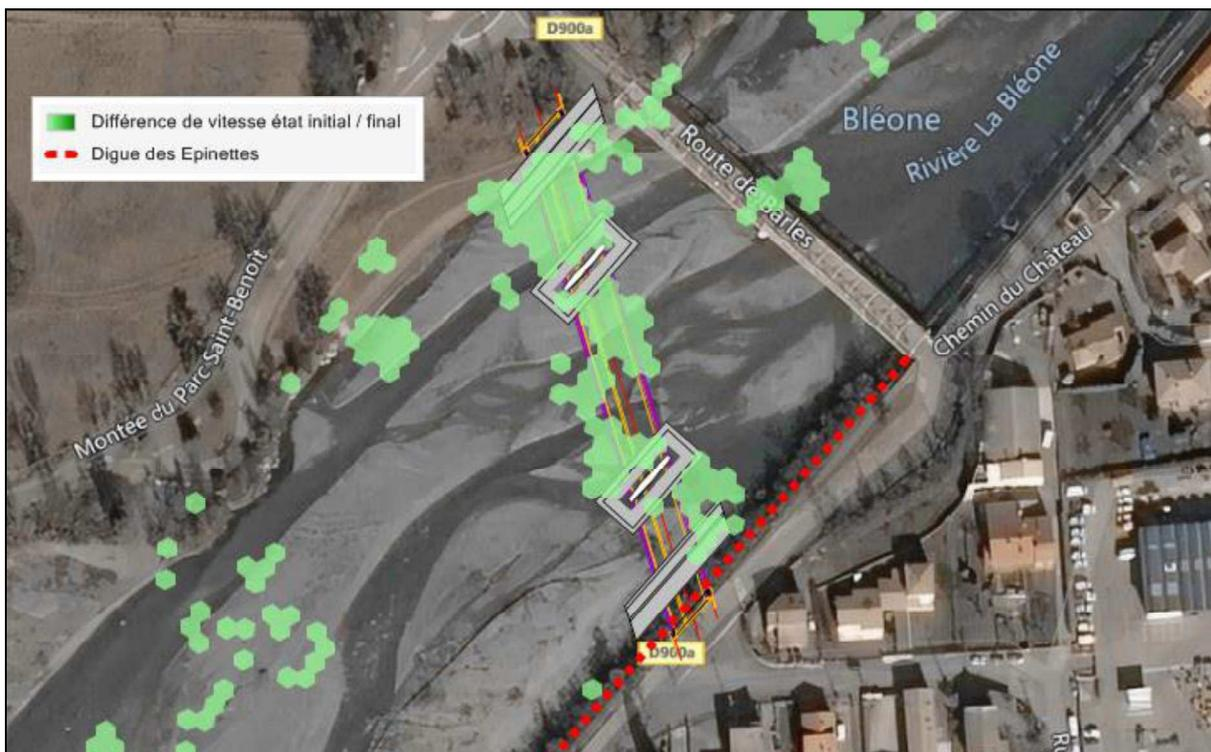 D900a
Différence de vitesse état initial / final
Digue des Epinettes
Bléone
Rivière La Bléone
Route de Barles
Chemin du Château
Montée du Parc Saint-Benoît
D900a